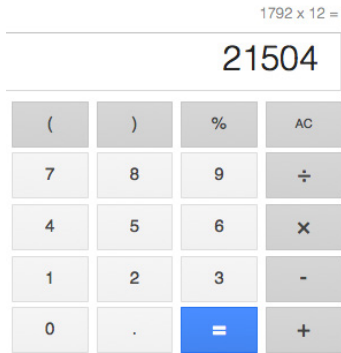 1792 x 12 =
21504
( ) % AC
7 8 9 ÷
4 5 6 ×
1 2 3 -
0 . = +